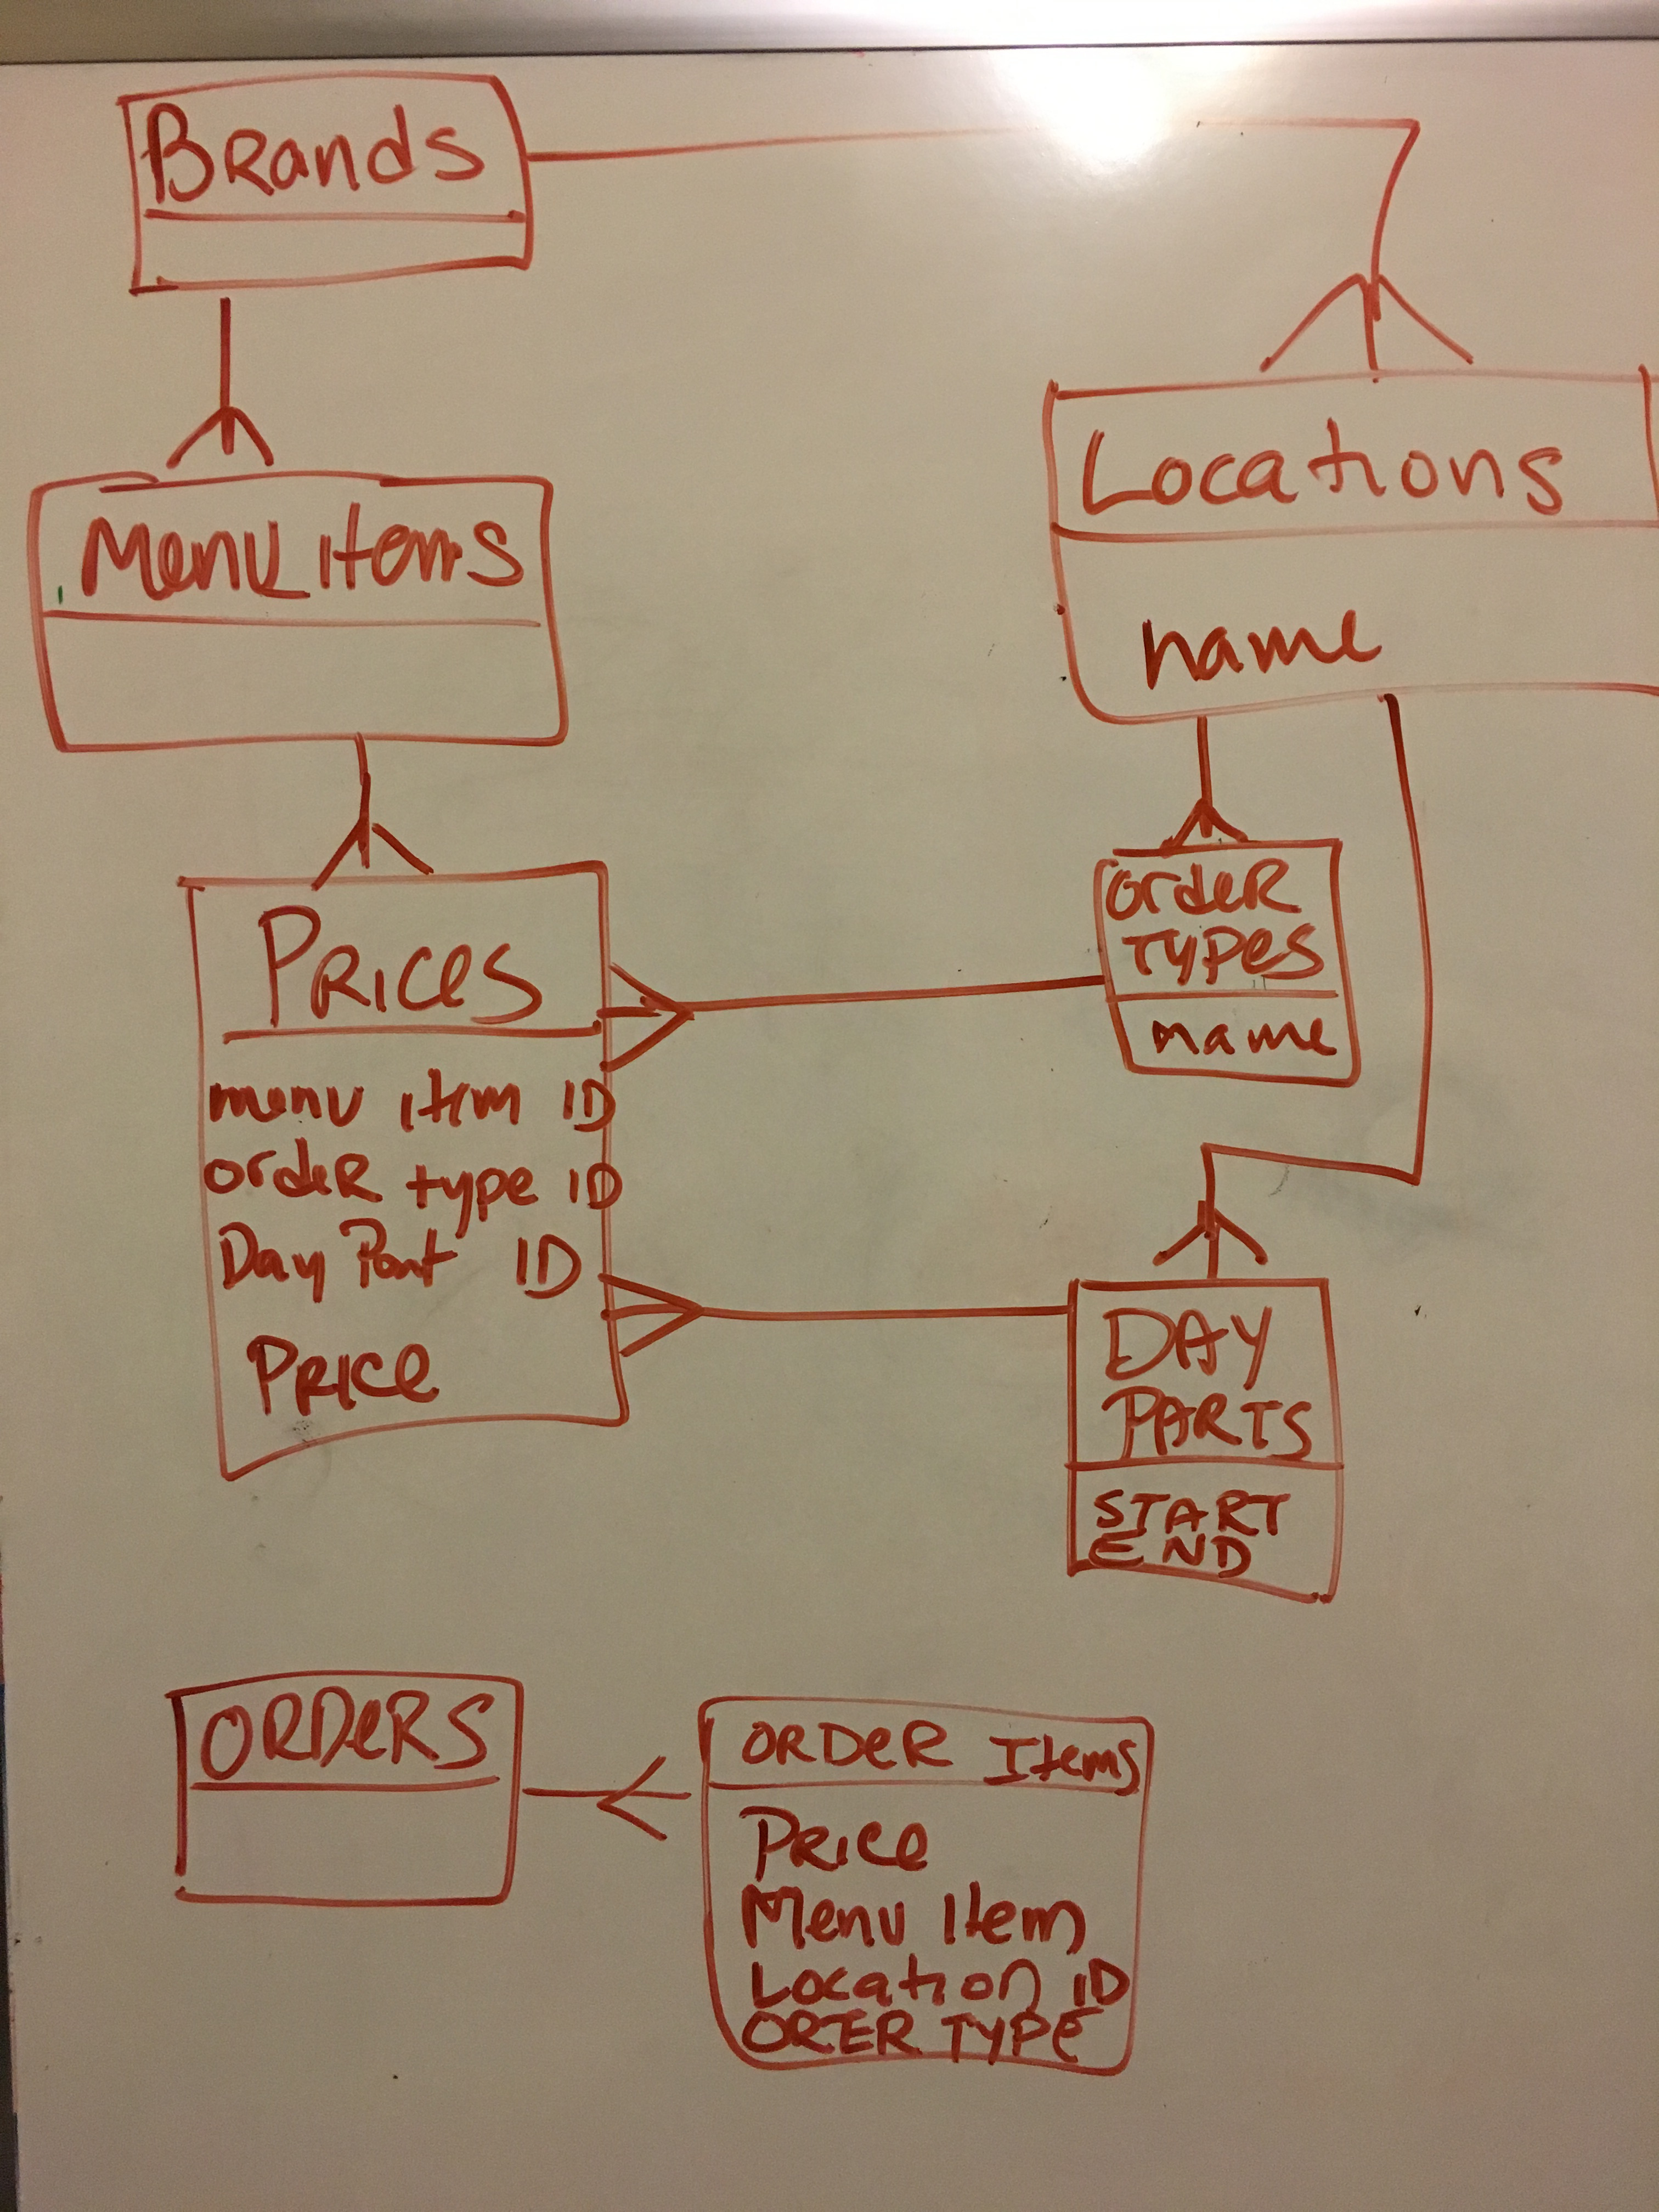 Brands
Locations
name
Menu items
Prices
menu item ID
order type ID
Day Part ID
Price
order
Types
name
DAY
PARTS
START
END
ORDERS
ORDER Items
Price
Menu Item
Location ID
ORER TYPE